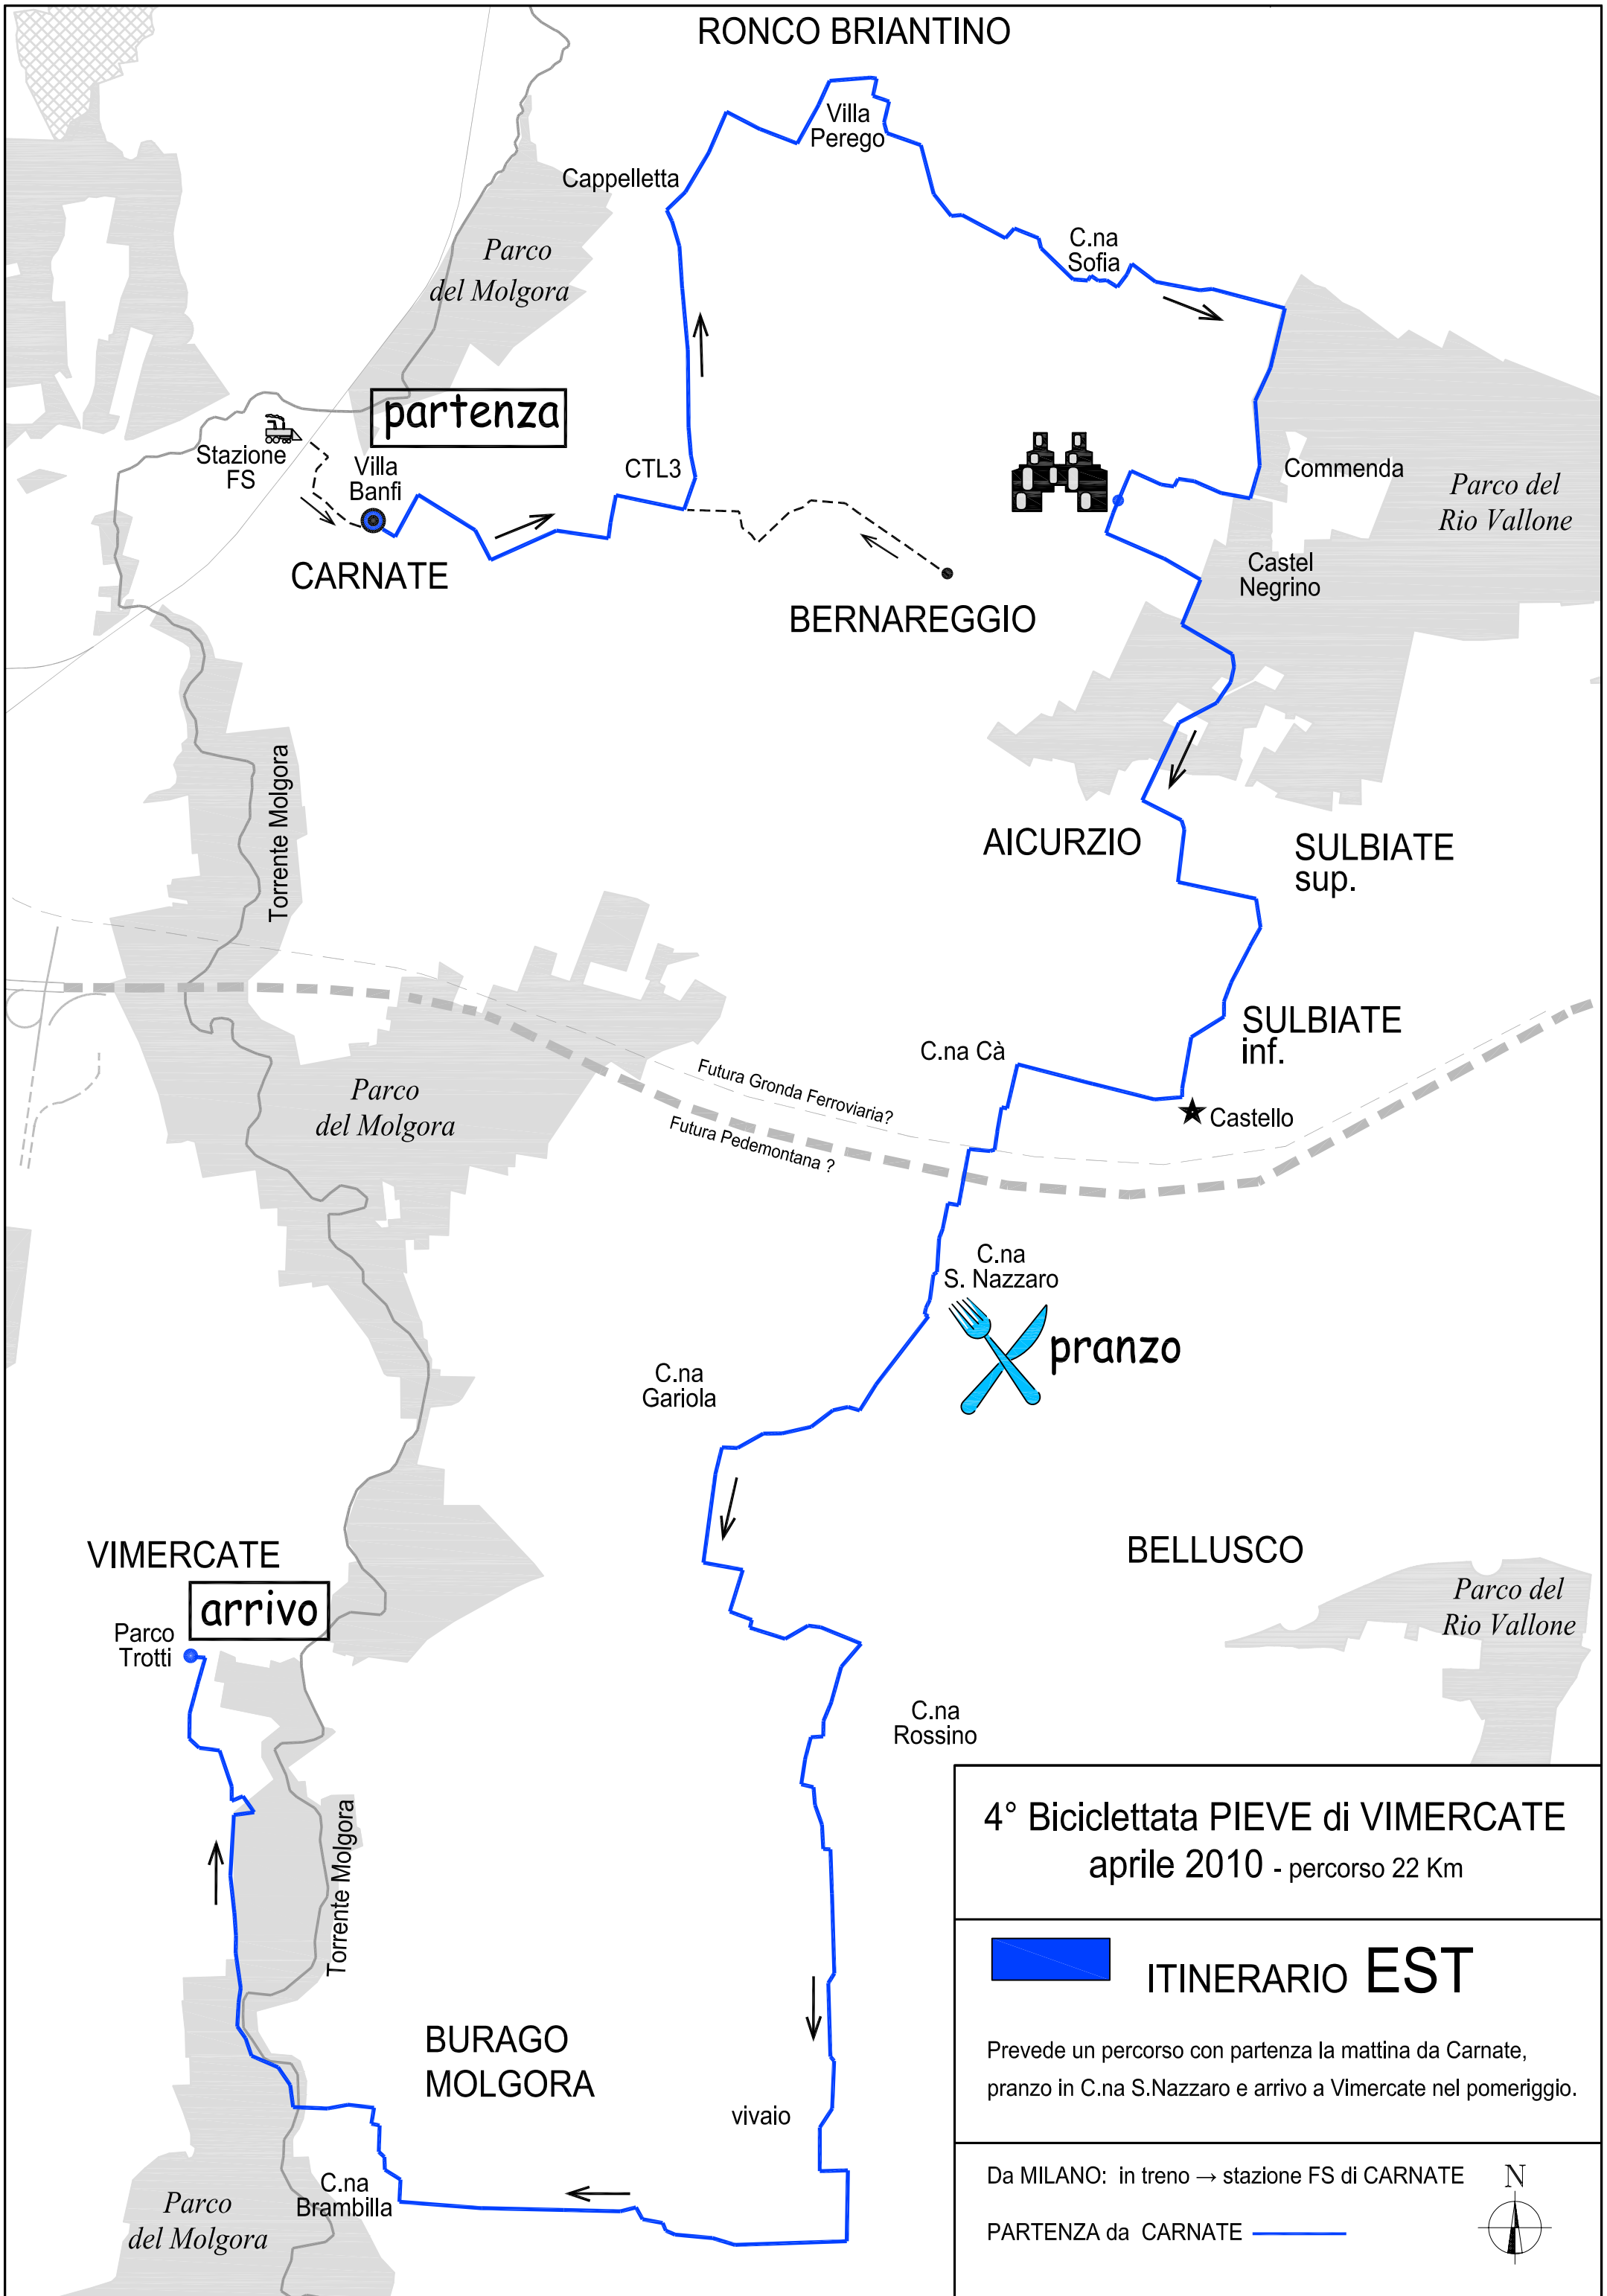 RONCO BRIANTINO
Villa
Perego
Cappelletta
Parco
del Molgora
C.na
Sofia
partenza
Stazione
FS
Villa
Banfi
CTL3
Commenda
Parco del
Rio Vallone
CARNATE
Castel
Negrino
BERNAREGGIO
Torrente Molgora
AICURZIO
SULBIATE
sup.
SULBIATE
inf.
C.na Cà
Futura Gronda Ferroviaria?
Futura Pedemontana ?
Castello
Parco
del Molgora
C.na
S. Nazzaro
pranzo
C.na
Gariola
VIMERCATE
arrivo
Parco
Trotti
BELLUSCO
Parco del
Rio Vallone
C.na
Rossino
Torrente Molgora
BURAGO
MOLGORA
vivaio
C.na
Brambilla
Parco
del Molgora
4° Biciclettata PIEVE di VIMERCATE
aprile 2010 - percorso 22 Km
ITINERARIO EST
Prevede un percorso con partenza la mattina da Carnate,
pranzo in C.na S.Nazzaro e arrivo a Vimercate nel pomeriggio.
Da MILANO: in treno → stazione FS di CARNATE
N
PARTENZA da CARNATE